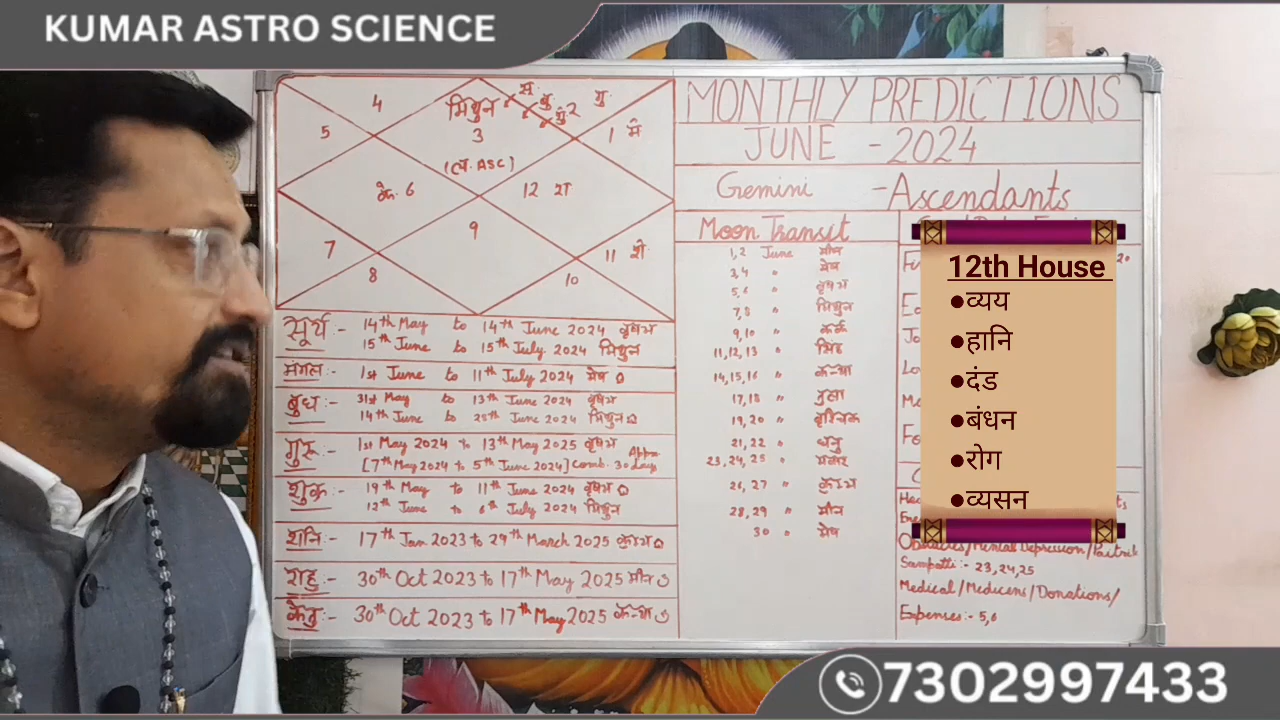 KUMAR ASTRO SCIENCE
4
मिथुन
सू
बु
शु
2
गु
5
3
1 मं
(लं. ASC)
के. 6
12 रा
9
7
11 श
8
10
सूर्य :- 14th May to 14th June 2024 वृषभ
15th June to 15th July 2024 मिथुन
मंगल :- 1st June to 11th July 2024 मेष
बुध :- 31st May to 13th June 2024 वृषभ
14th June to 28th June 2024 मिथुन
गुरू :- 1st May 2024 to 13th May 2025 वृषभ
[7th May 2024 to 5th June 2024] Comb. 30 days
शुक्र :- 19th May to 11th June 2024 वृषभ
12th June to 6th July 2024 मिथुन
शनि :- 17th Jan 2023 to 29th March 2025 कुम्भ
राहु :- 30th Oct 2023 to 17th May 2025 मीन
केतु :- 30th Oct 2023 to 17th May 2025 कन्या
MONTHLY PREDICTIONS
JUNE - 2024
Gemini - Ascendants
Moon Transit
1,2 June मीन
3,4 " मेष
5,6 " वृषभ
7,8 " मिथुन
9,10 " कर्क
11,12,13 " सिंह
14,15,16 " कन्या
17,18 " तुला
19,20 " वृश्चिक
21,22 " धनु
23,24,25 " मकर
26,27 " कुम्भ
28,29 " मीन
30 " मेष
12th House
●व्यय
●हानि
●दंड
●बंधन
●रोग
●व्यसन
Obstacles/Mental Depression/Paitrik
Sampatti :- 23,24,25
Medical/Medicens/Donations/
Expenses :- 5,6
7302997433